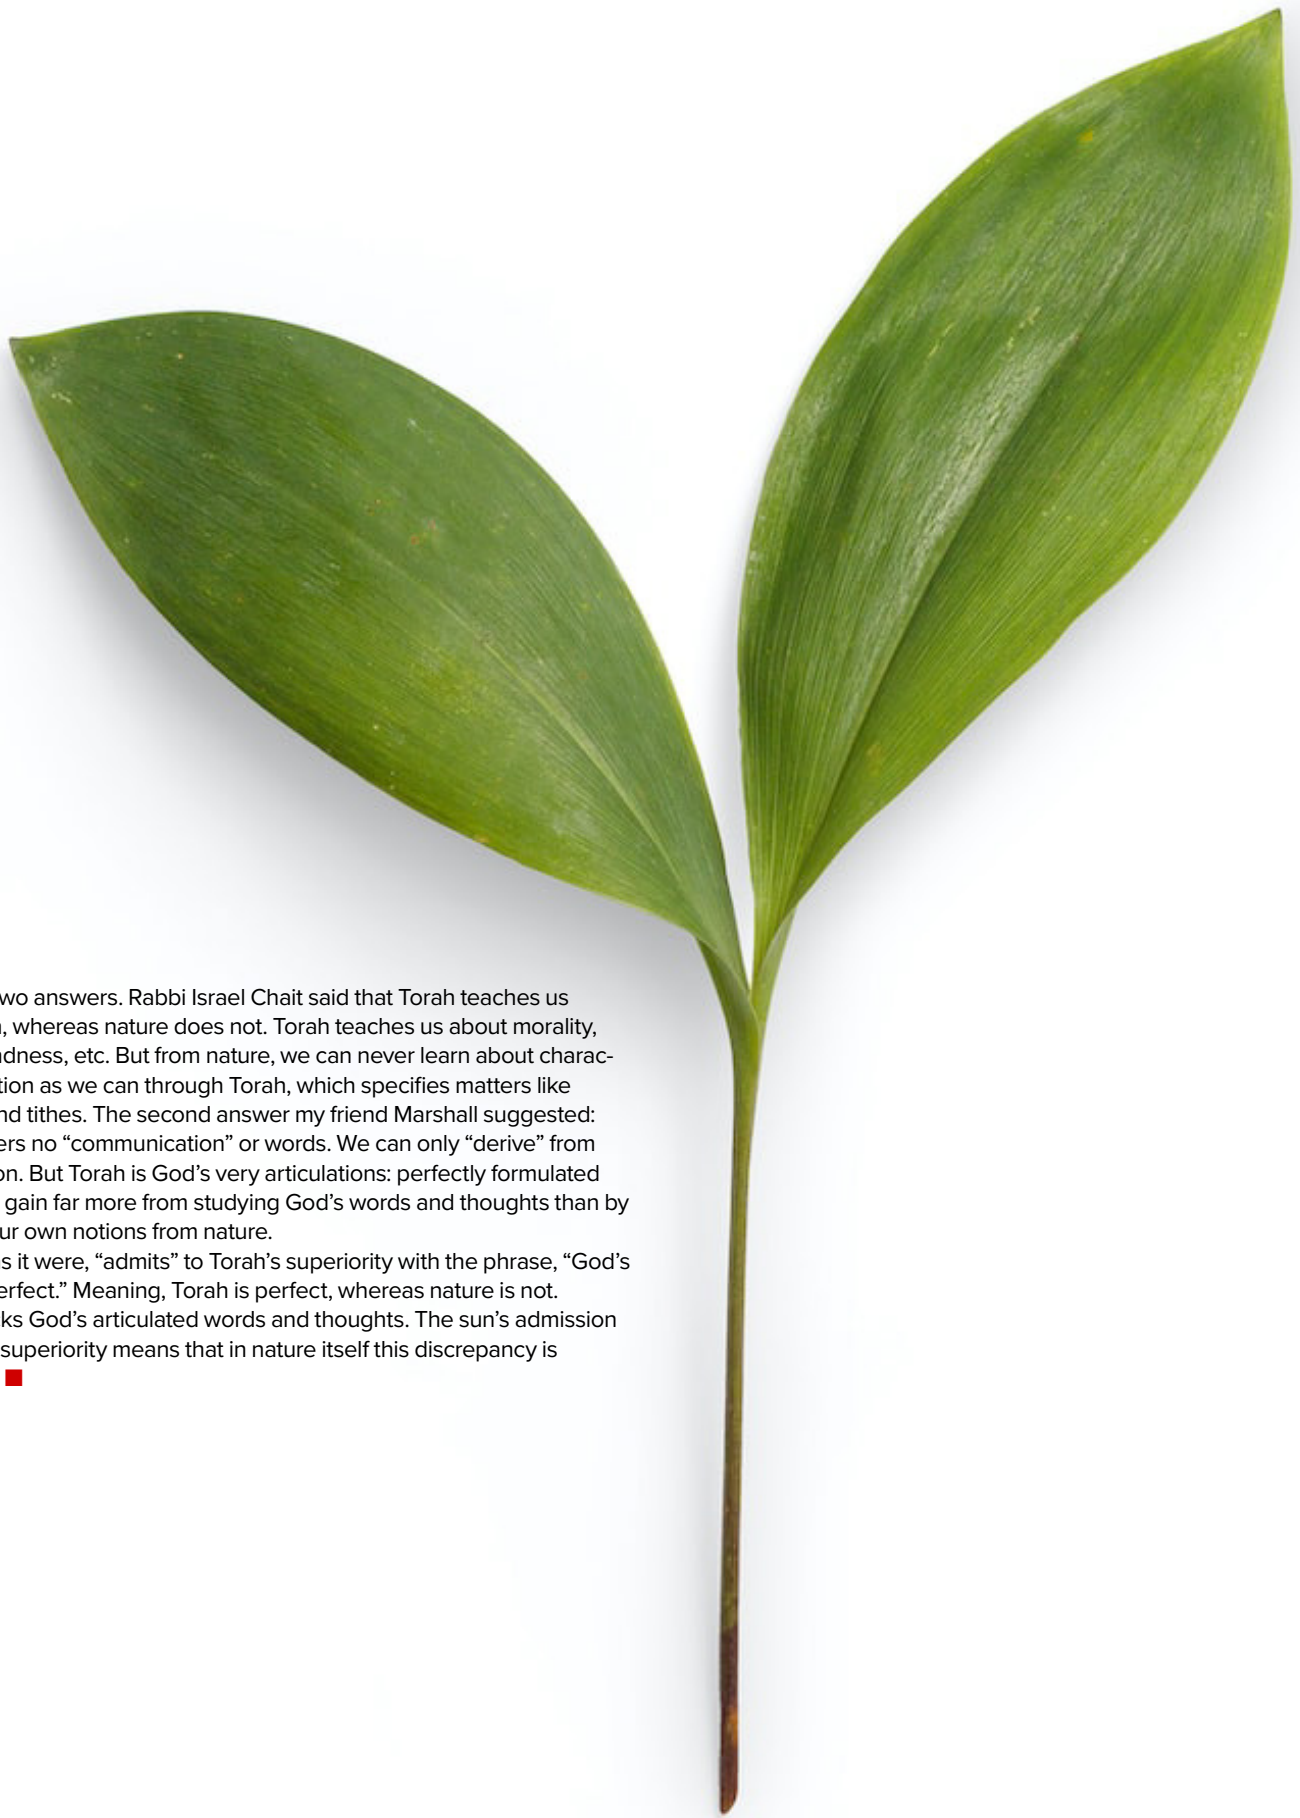 wo answers. Rabbi Israel Chait said that Torah teaches us
, whereas nature does not. Torah teaches us about morality,
dness, etc. But from nature, we can never learn about charac-
tion as we can through Torah, which specifies matters like
nd tithes. The second answer my friend Marshall suggested:
ers no “communication” or words. We can only “derive” from
on. But Torah is God’s very articulations: perfectly formulated
gain far more from studying God’s words and thoughts than by
ur own notions from nature.
s it were, “admits” to Torah’s superiority with the phrase, “God’s
erfect.” Meaning, Torah is perfect, whereas nature is not.
ks God’s articulated words and thoughts. The sun’s admission
superiority means that in nature itself this discrepancy is